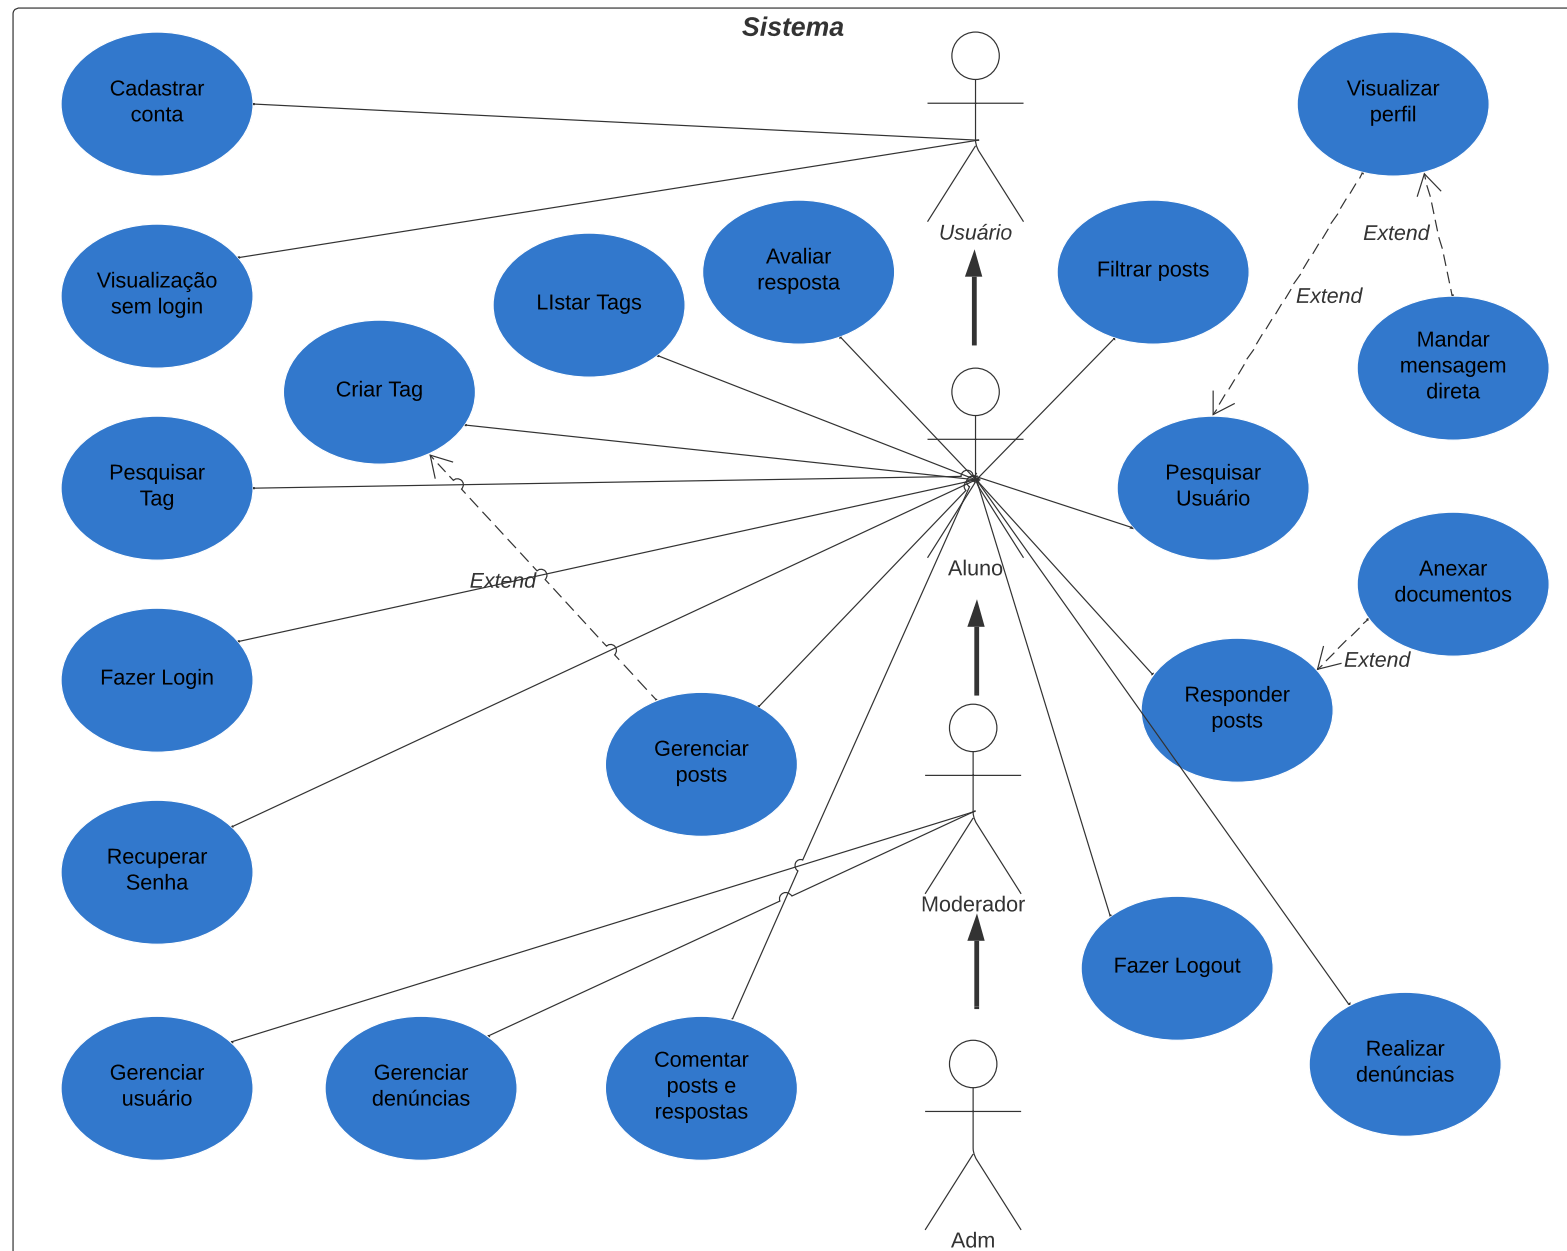 Sistema
Cadastrar
conta
Visualizar
perfil
Usuário
Extend
Avaliar
resposta
Filtrar posts
Visualização
sem login
LIstar Tags
Extend
Mandar
mensagem
direta
Criar Tag
Pesquisar
Tag
Pesquisar
Usuário
Aluno
Extend
Anexar
documentos
Fazer Login
Extend
Responder
posts
Gerenciar
posts
Recuperar
Senha
Moderador
Fazer Logout
Gerenciar
usuário
Gerenciar
denúncias
Comentar
posts e
respostas
Realizar
denúncias
Adm